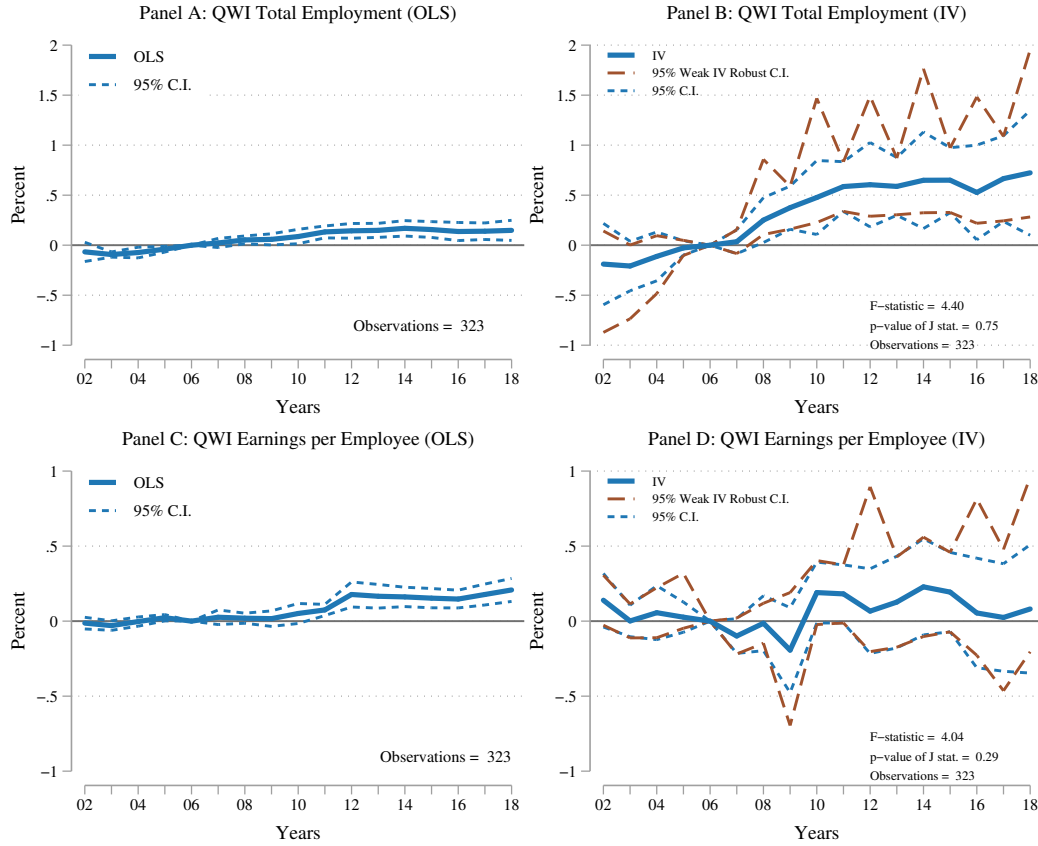 Panel A: QWI Total Employment (OLS)
2
1.5
1
.5
0
−.5
−1
Percent
OLS
95% C.I.
Observations = 323
02 04 06 08 10 12 14 16 18
Years
Panel B: QWI Total Employment (IV)
2
1.5
1
.5
0
−.5
−1
Percent
IV
95% Weak IV Robust C.I.
95% C.I.
F−statistic = 4.40
p−value of J stat. = 0.75
Observations = 323
02 04 06 08 10 12 14 16 18
Years
Panel C: QWI Earnings per Employee (OLS)
1
.5
0
−.5
−1
Percent
OLS
95% C.I.
Observations = 323
02 04 06 08 10 12 14 16 18
Years
Panel D: QWI Earnings per Employee (IV)
1
.5
0
−.5
−1
Percent
IV
95% Weak IV Robust C.I.
95% C.I.
F−statistic = 4.04
p−value of J stat. = 0.29
Observations = 323
02 04 06 08 10 12 14 16 18
Years